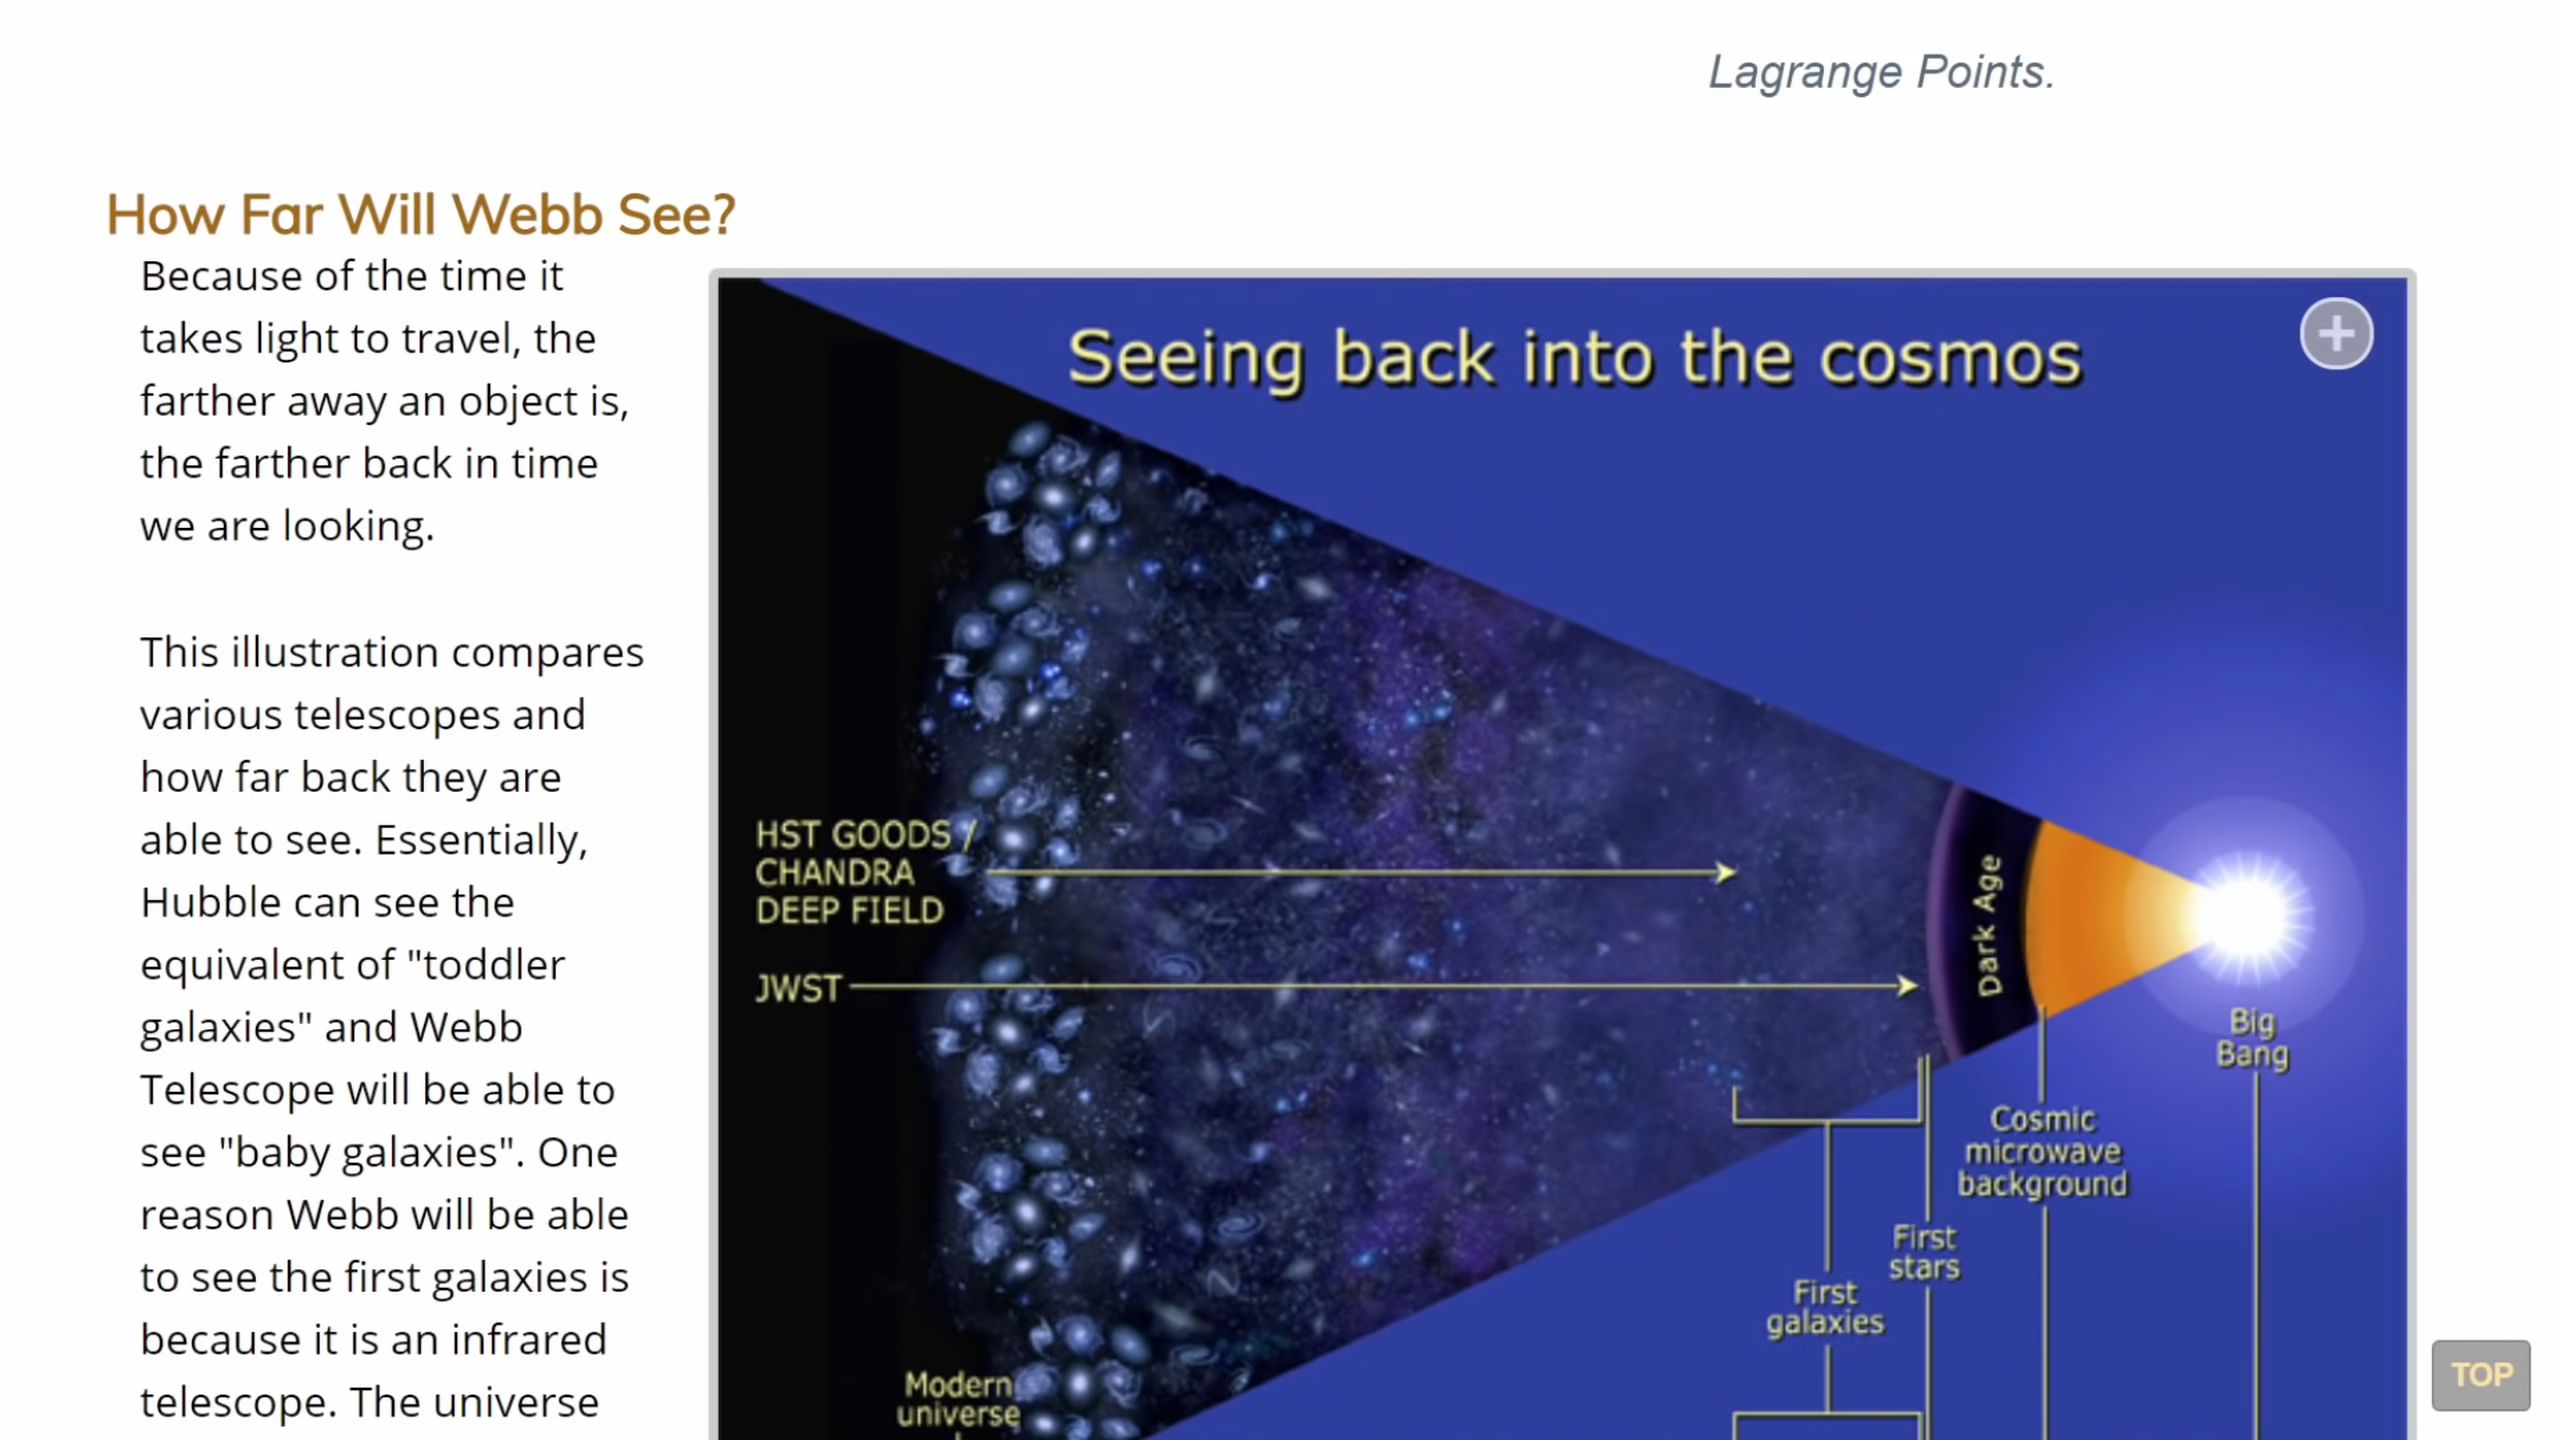 Lagrange Points.
How Far Will Webb See?
Because of the time it
takes light to travel, the
farther away an object is,
the farther back in time
we are looking.
This illustration compares
various telescopes and
how far back they are
able to see. Essentially,
Hubble can see the
equivalent of "toddler
galaxies" and Webb
Telescope will be able to
see "baby galaxies". One
reason Webb will be able
to see the first galaxies is
because it is an infrared
telescope. The universe
Seeing back into the cosmos
HST GOODS /
CHANDRA
DEEP FIELD
JWST
Dark Age
Big
Bang
Cosmic
microwave
background
First
stars
First
galaxies
Modern
universe
TOP